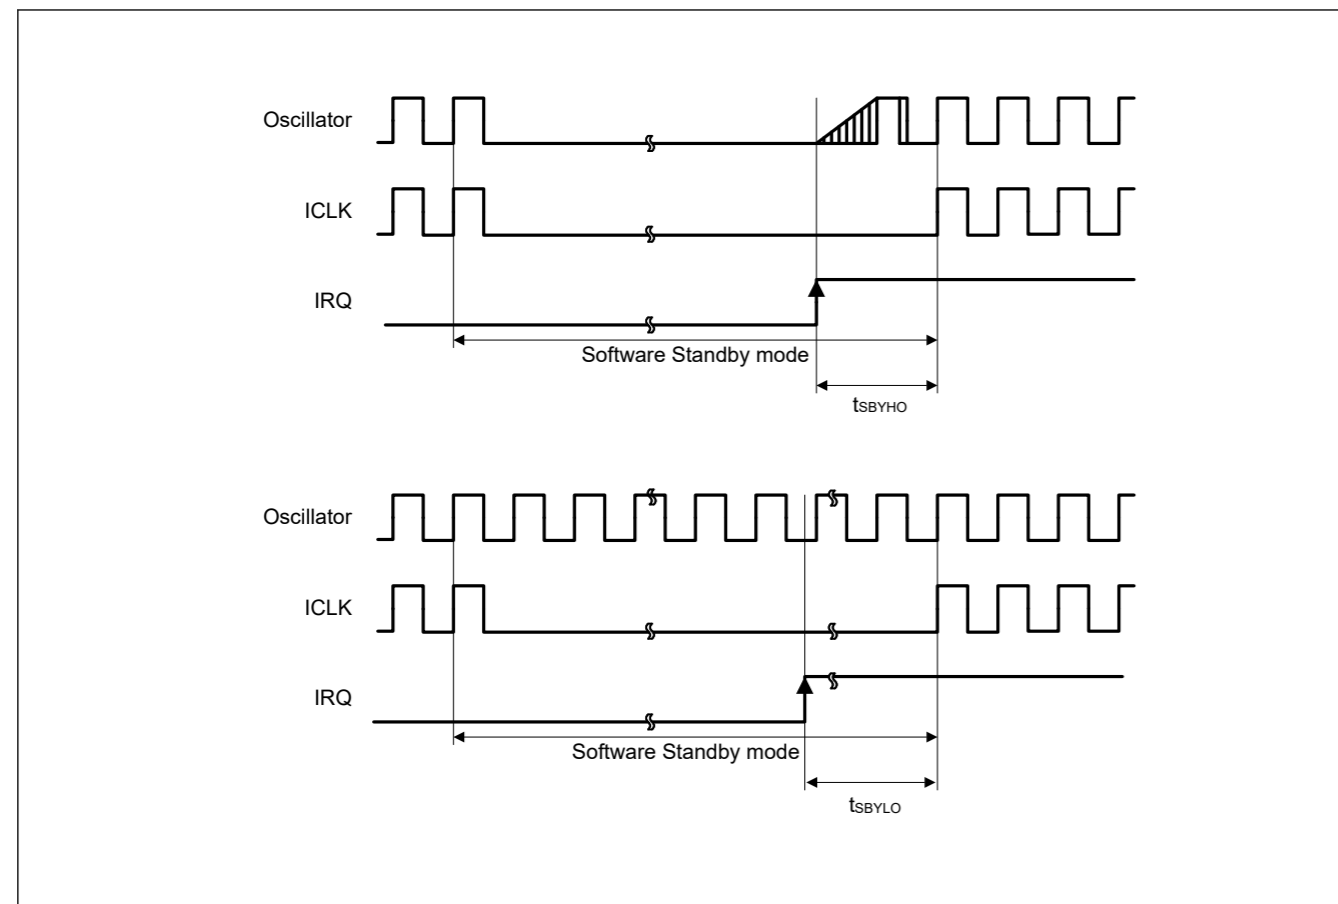 Oscillator
ICLK
IRQ
Software Standby mode
tSBYHO
Oscillator
ICLK
IRQ
Software Standby mode
tSBYLO